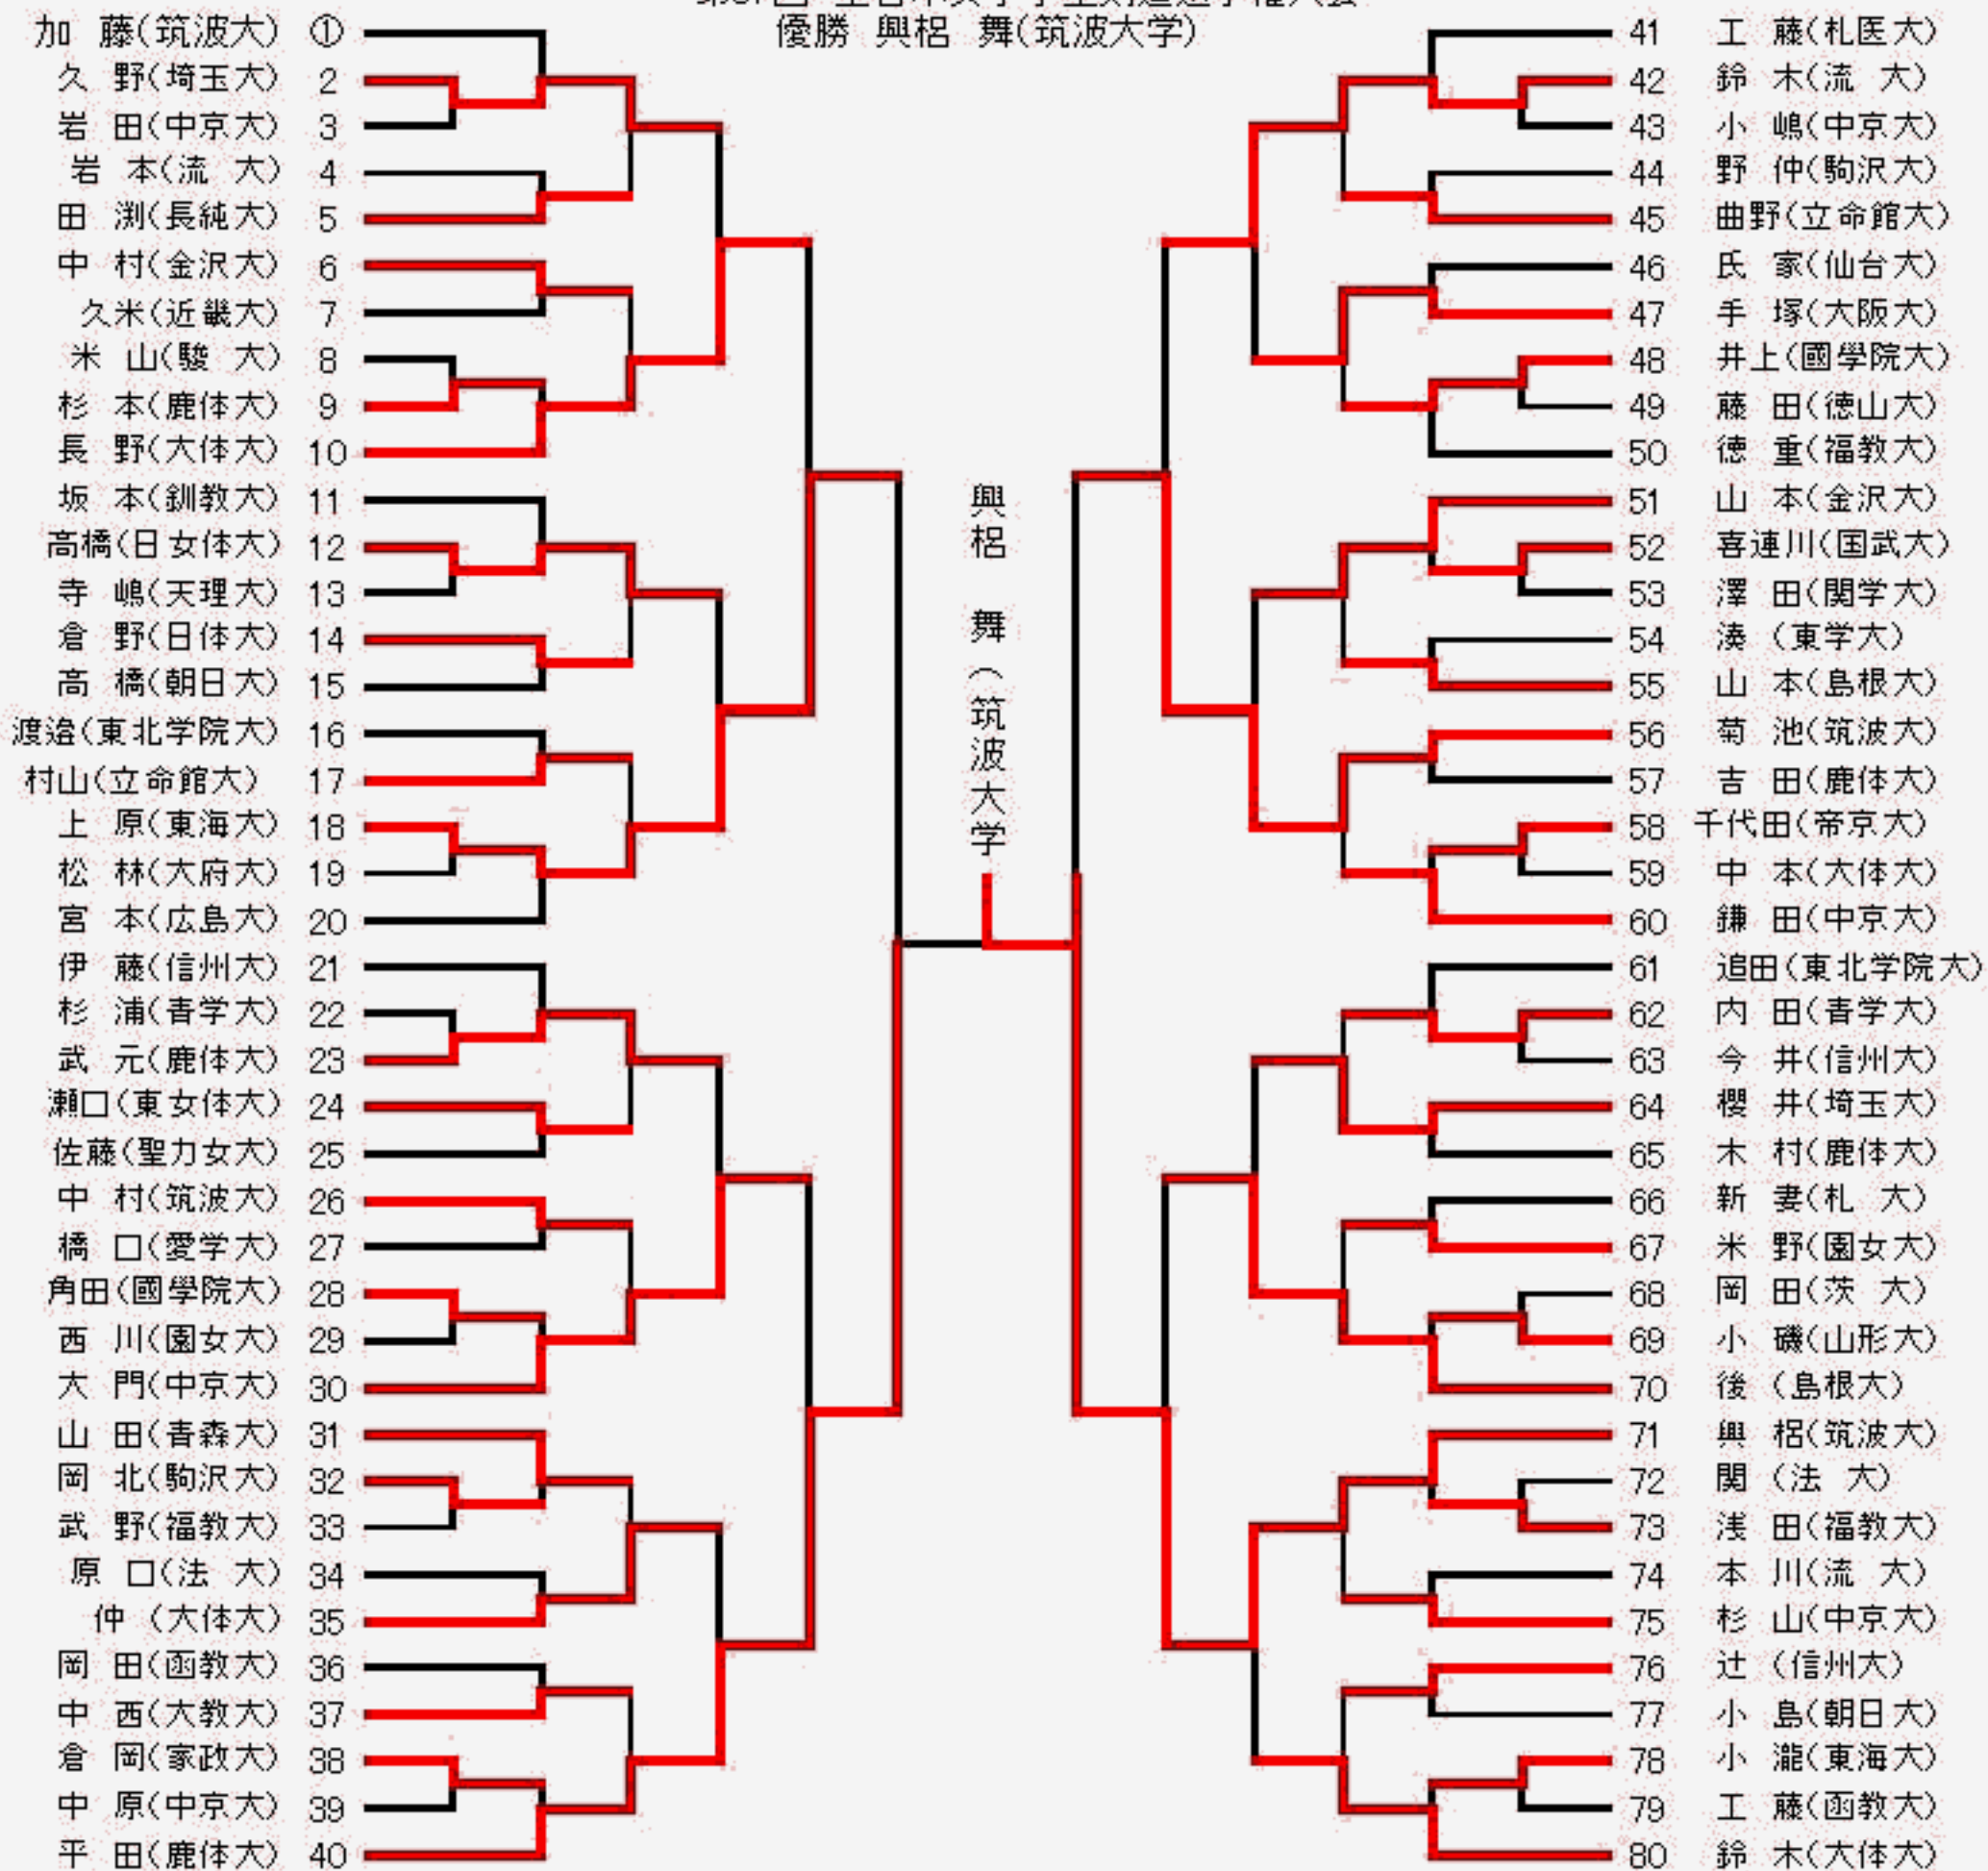 優勝 興梠 舞(筑波大学)
加 藤(筑波大) ①
久 野(埼玉大) 2
岩 田(中京大) 3
岩 本(流 大) 4
田 渕(長純大) 5
中 村(金沢大) 6
久米(近畿大) 7
米 山(駿 大) 8
杉 本(鹿体大) 9
長 野(大体大) 10
坂 本(釧教大) 11
高橋(日女体大) 12
寺 嶋(天理大) 13
倉 野(日体大) 14
高 橋(朝日大) 15
渡邉(東北学院大) 16
村山(立命館大) 17
上 原(東海大) 18
松 林(大府大) 19
宮 本(広島大) 20
伊 藤(信州大) 21
杉 浦(青学大) 22
武 元(鹿体大) 23
瀬口(東女体大) 24
佐藤(聖力女大) 25
中 村(筑波大) 26
橋 口(愛学大) 27
角田(國學院大) 28
西 川(園女大) 29
大 門(中京大) 30
山 田(青森大) 31
岡 北(駒沢大) 32
武 野(福教大) 33
原 口(法 大) 34
仲 (大体大) 35
岡 田(函教大) 36
中 西(大教大) 37
倉 岡(家政大) 38
中 原(中京大) 39
平 田(鹿体大) 40
興梠 舞(筑波大学
41 工 藤(札医大)
42 鈴 木(流 大)
43 小 嶋(中京大)
44 野 仲(駒沢大)
45 曲野(立命館大)
46 氏 家(仙台大)
47 手 塚(大阪大)
48 井上(國學院大)
49 藤 田(徳山大)
50 徳 重(福教大)
51 山 本(金沢大)
52 喜連川(国武大)
53 澤 田(関学大)
54 湊 (東学大)
55 山 本(島根大)
56 菊 池(筑波大)
57 吉 田(鹿体大)
58 千代田(帝京大)
59 中 本(大体大)
60 鎌 田(中京大)
61 追田(東北学院大)
62 内 田(青学大)
63 今 井(信州大)
64 櫻 井(埼玉大)
65 木 村(鹿体大)
66 新 妻(札 大)
67 米 野(園女大)
68 岡 田(茨 大)
69 小 磯(山形大)
70 後 (島根大)
71 興 梠(筑波大)
72 関 (法 大)
73 浅 田(福教大)
74 本 川(流 大)
75 杉 山(中京大)
76 辻 (信州大)
77 小 島(朝日大)
78 小 瀧(東海大)
79 工 藤(函教大)
80 鈴 木(大体大)